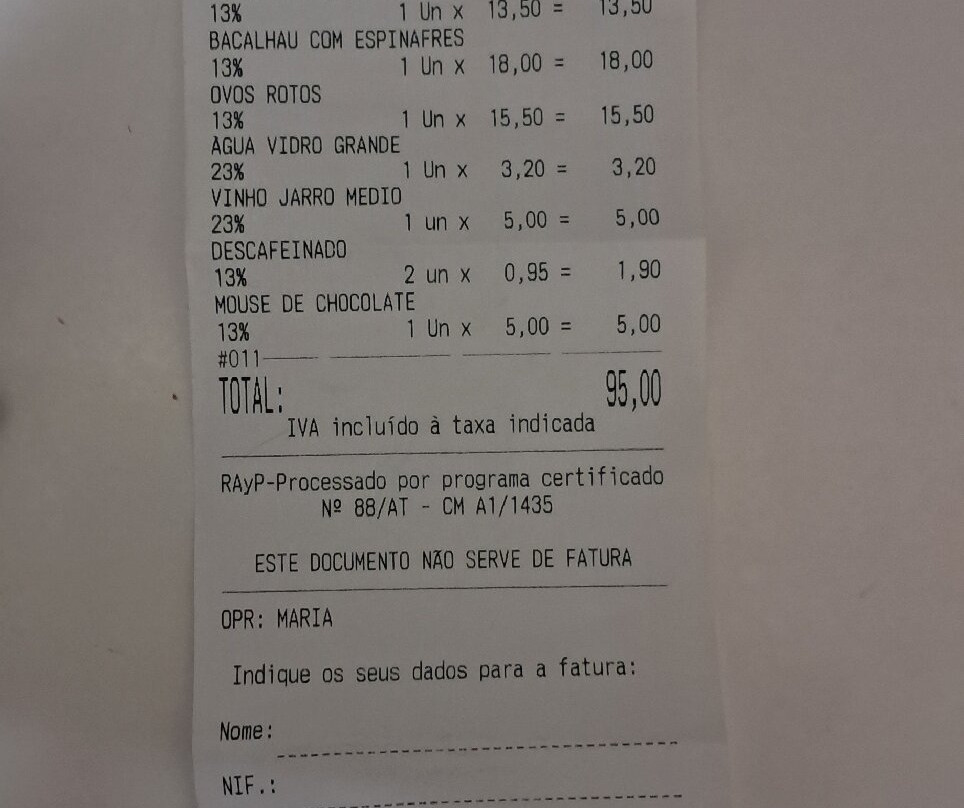 13% 1 Un x 13,50 = 13,50
BACALHAU COM ESPINAFRES
13% 1 Un x 18,00 = 18,00
OVOS ROTOS
13% 1 Un x 15,50 = 15,50
ÀGUA VIDRO GRANDE
23% 1 Un x 3,20 = 3,20
VINHO JARRO MEDIO
23% 1 un x 5,00 = 5,00
DESCAFEINADO
13% 2 un x 0,95 = 1,90
MOUSE DE CHOCOLATE
13% 1 Un x 5,00 = 5,00
#011
TOTAL: 95,00
IVA incluído à taxa indicada
RAyP-Processado por programa certificado
Nº 88/AT - CM A1/1435
ESTE DOCUMENTO NÃO SERVE DE FATURA
OPR: MARIA
Indique os seus dados para a fatura:
Nome:
NIF.: